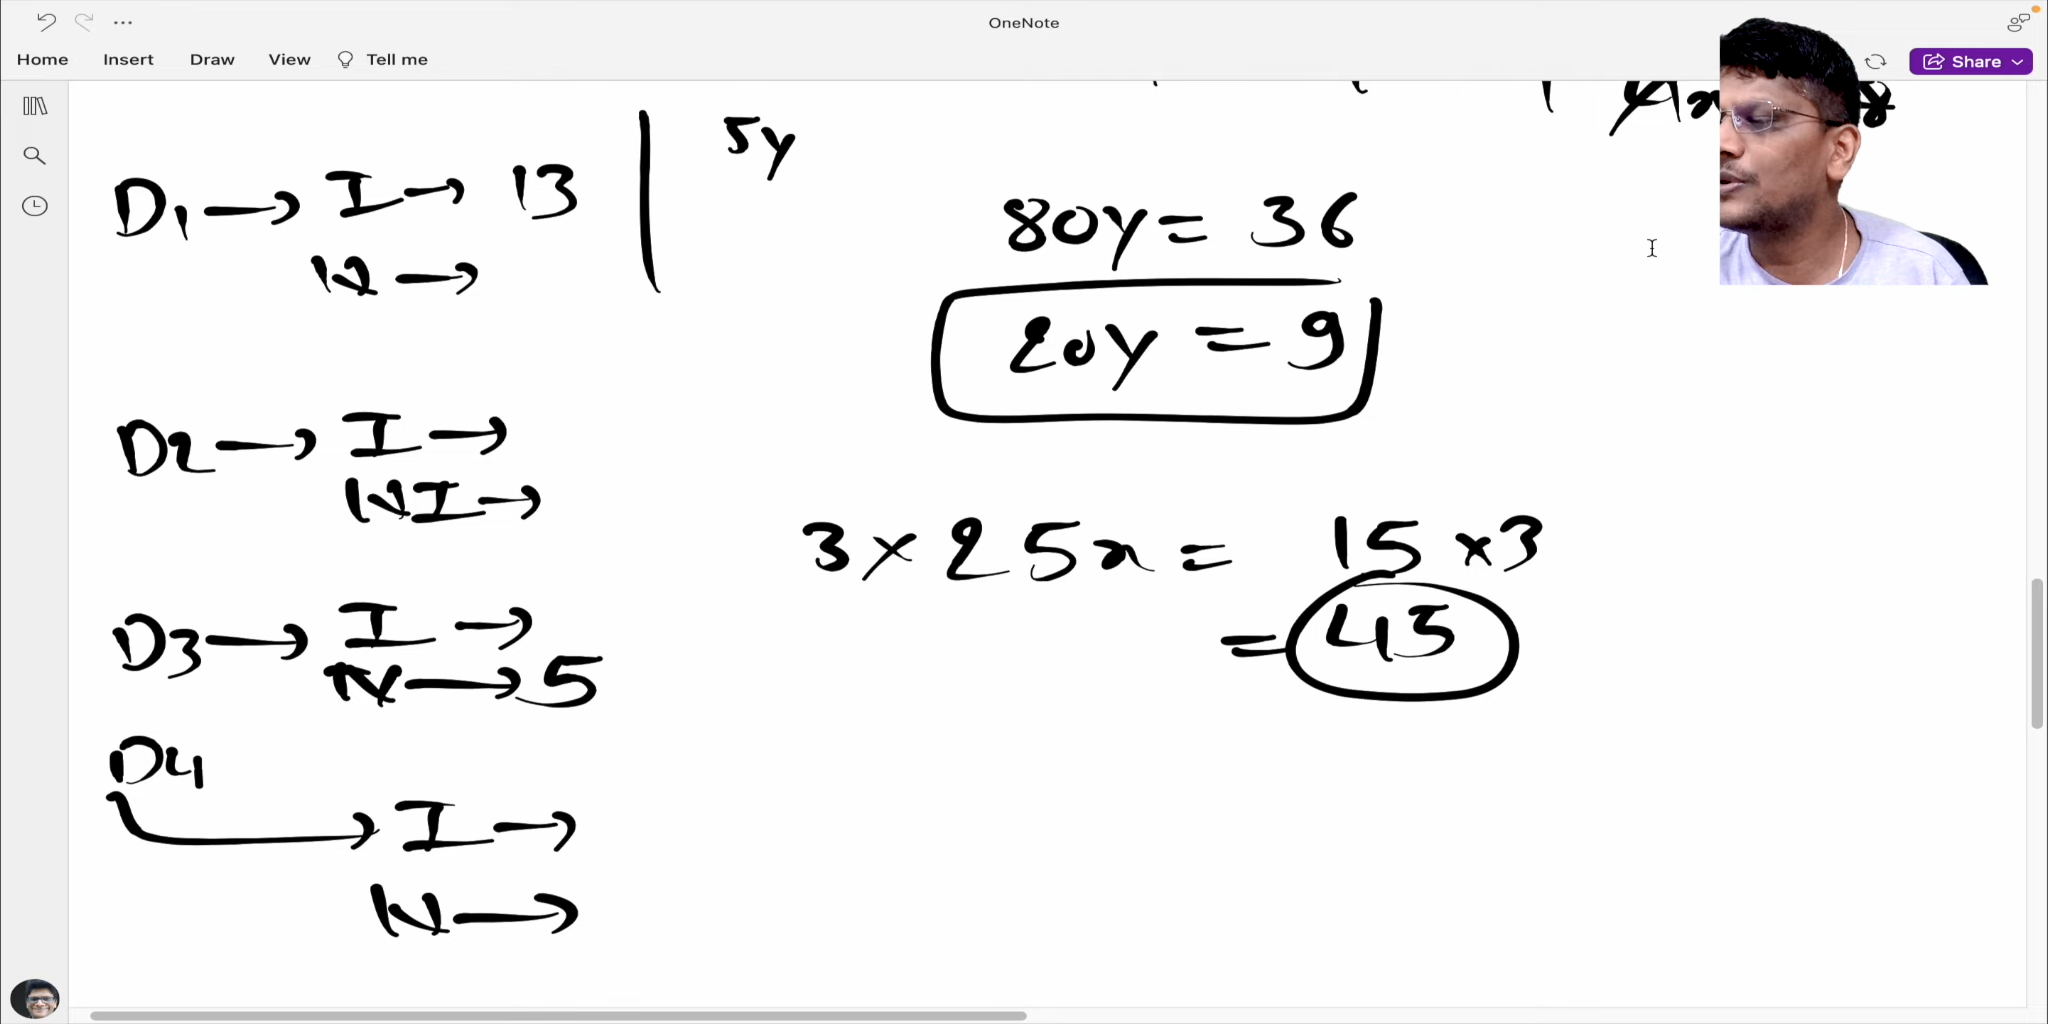 OneNote
Home Insert Draw View Tell me
Share
D1 → I → 13
N →
5y
80y = 36
20y = 9
D2 → I →
NI →
3 × 25x = 15 × 3
= 45
D3 → I →
N → 5
D4
→ I →
N →